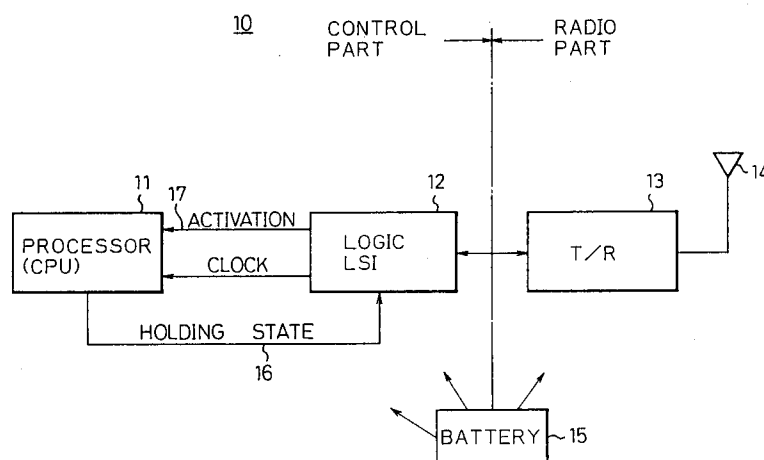 10
CONTROL PART
RADIO PART
11
17
ACTIVATION
12
13
14
PROCESSOR
(CPU)
LOGIC
LSI
T/R
CLOCK
HOLDING STATE
16
BATTERY
15